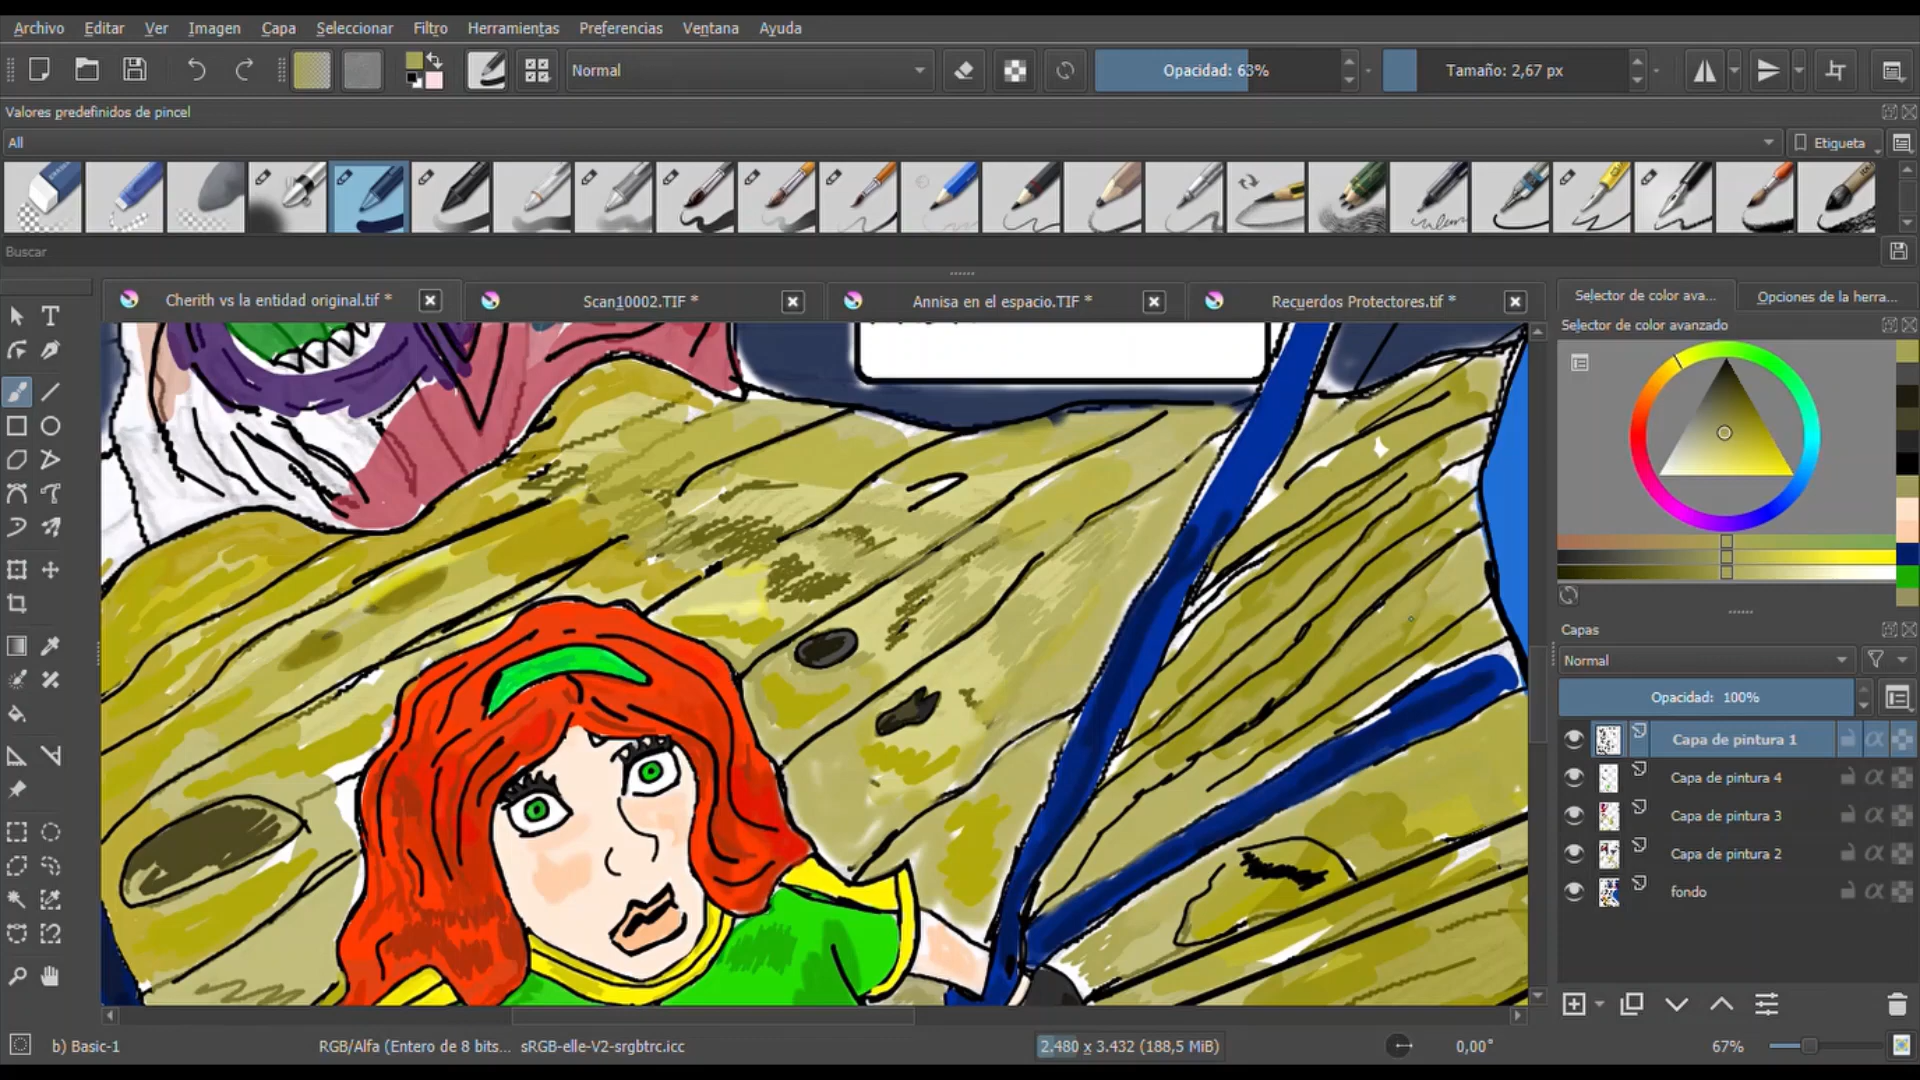 Archivo Editar Ver Imagen Capa Seleccionar Filtro Herramientas Preferencias Ventana Ayuda
Normal Opacidad: 63% Tamaño: 2,67 px
Valores predefinidos de pincel
All Etiqueta
Buscar
Cherith vs la entidad original.tif * Scan10002.TIF * Annisa en el espacio.TIF * Recuerdos Protectores.tif *
Selector de color ava... Opciones de la herra...
Selector de color avanzado
Capas
Normal
Opacidad: 100%
Capa de pintura 1
Capa de pintura 4
Capa de pintura 3
Capa de pintura 2
fondo
b) Basic-1 RGB/Alfa (Entero de 8 bits... sRGB-elle-V2-srgbtrc.icc 2.480 x 3.432 (188,5 MiB) 0,00° 67%